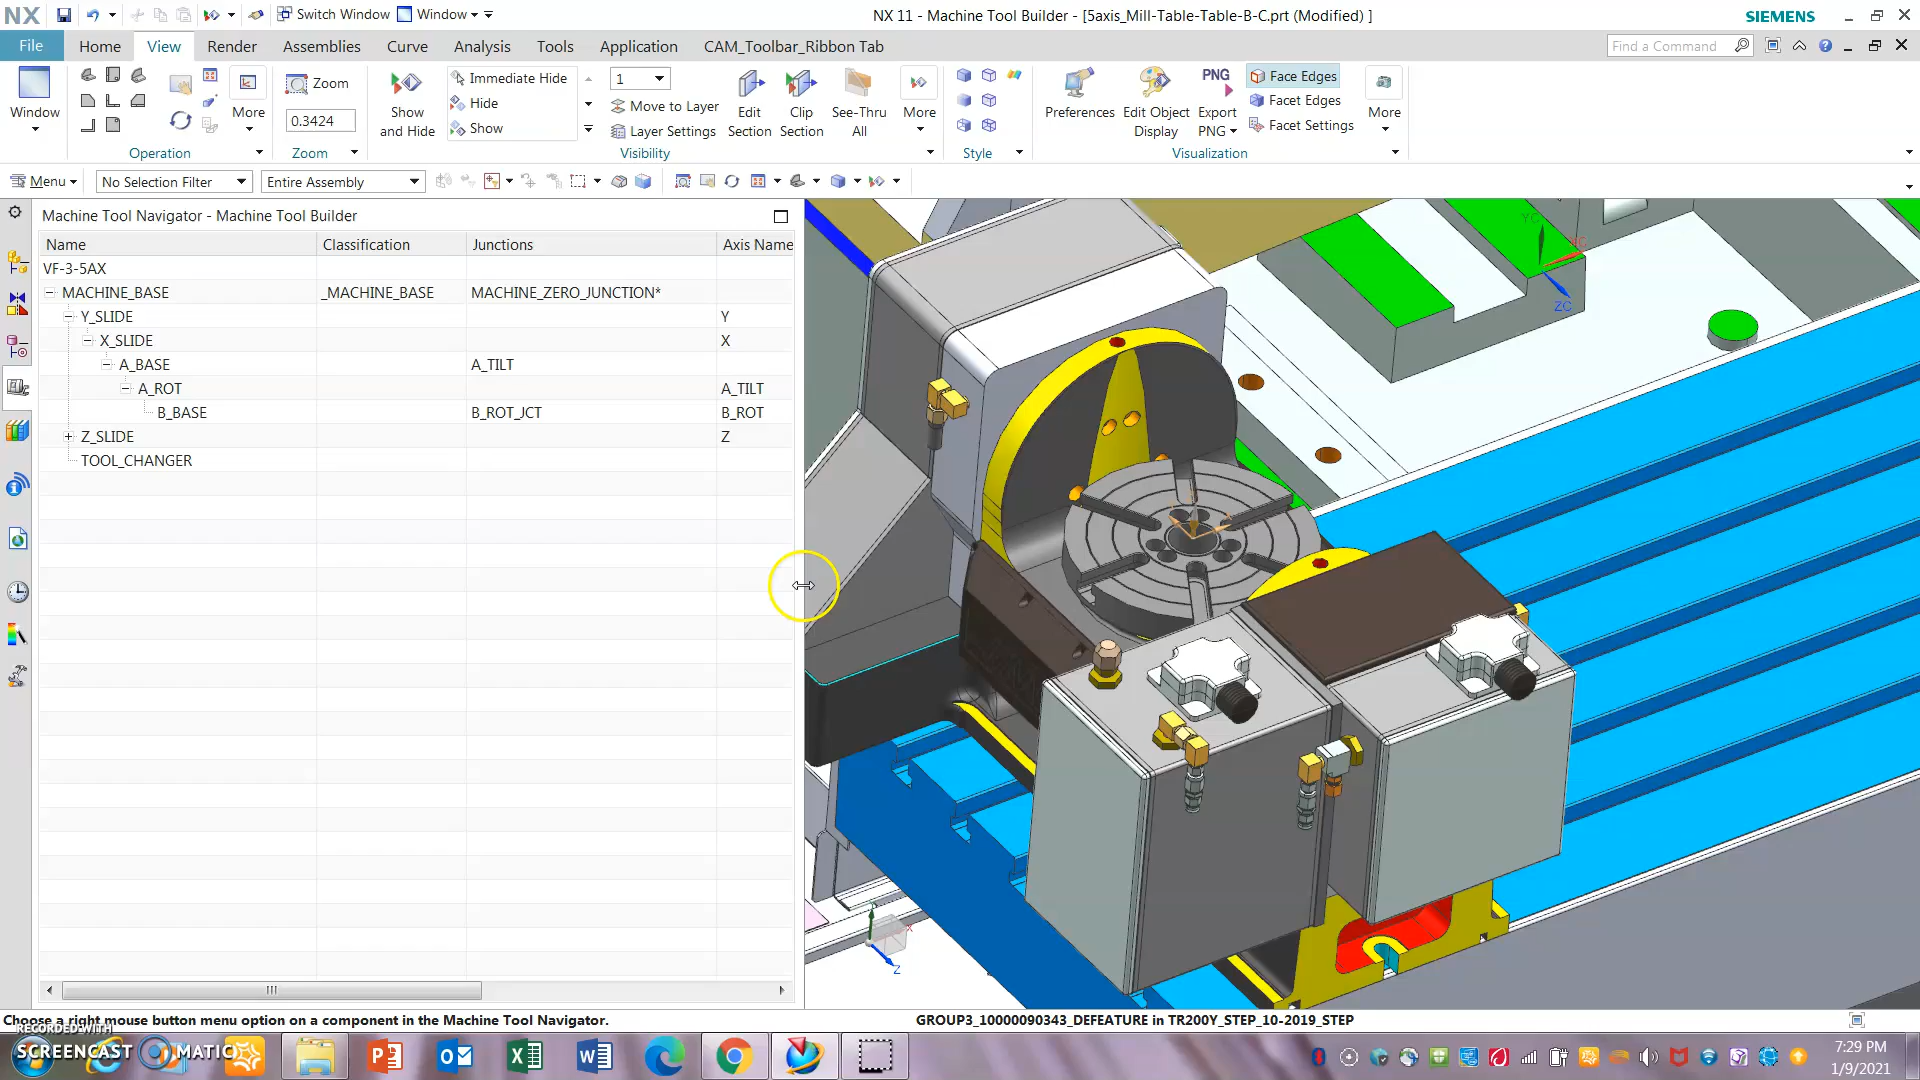 NX
Switch Window
Window
NX 11 - Machine Tool Builder - [5axis_Mill-Table-Table-B-C.prt (Modified) ]
SIEMENS
File
Home
View
Render
Assemblies
Curve
Analysis
Tools
Application
CAM_Toolbar_Ribbon Tab
Find a Command
Window
More
Operation
Zoom
0.3424
Zoom
Show and Hide
Immediate Hide
Hide
Show
1
Move to Layer
Layer Settings
Visibility
Edit Section
Clip Section
See-Thru All
More
Style
Preferences
Edit Object Display
PNG
Export PNG
Face Edges
Facet Edges
Facet Settings
Visualization
More
Menu
No Selection Filter
Entire Assembly
Machine Tool Navigator - Machine Tool Builder
Name Classification Junctions Axis Name
VF-3-5AX
MACHINE_BASE _MACHINE_BASE MACHINE_ZERO_JUNCTION*
Y_SLIDE Y
X_SLIDE X
A_BASE A_TILT
A_ROT A_TILT
B_BASE B_ROT_JCT B_ROT
Z_SLIDE Z
TOOL_CHANGER
YC
XC
ZC
X
Z
Choose a right mouse button menu option on a component in the Machine Tool Navigator.
GROUP3_10000090343_DEFEATURE in TR200Y_STEP_10-2019_STEP
RECORDED WITH
SCREENCAST MATIC
7:29 PM
1/9/2021